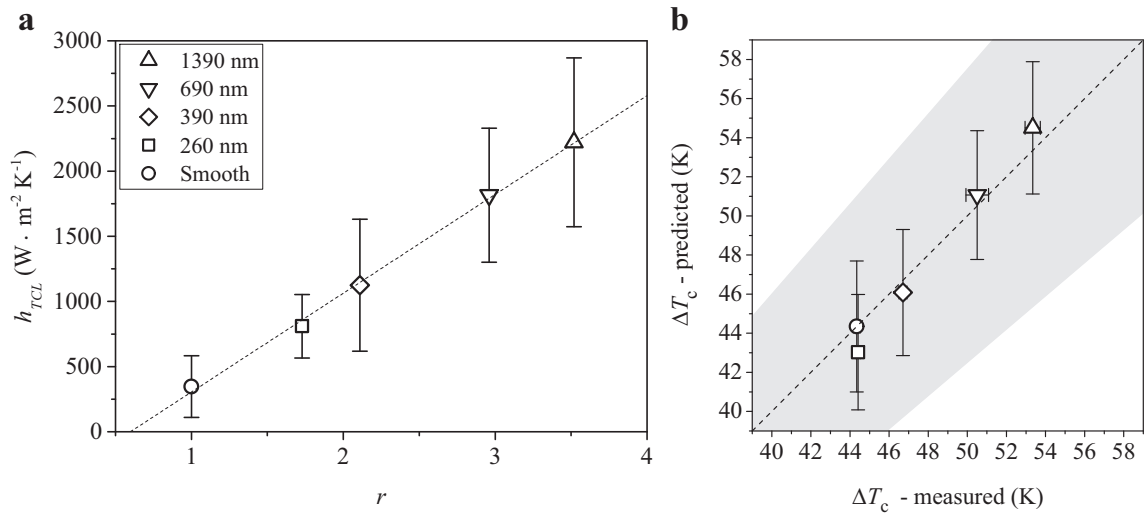 a
h_TCL (W · m⁻² K⁻¹)
3000
2500
2000
1500
1000
500
0
1390 nm
690 nm
390 nm
260 nm
Smooth
1 2 3 4
r
b
ΔT_c - predicted (K)
58
56
54
52
50
48
46
44
42
40
40 42 44 46 48 50 52 54 56 58
ΔT_c - measured (K)